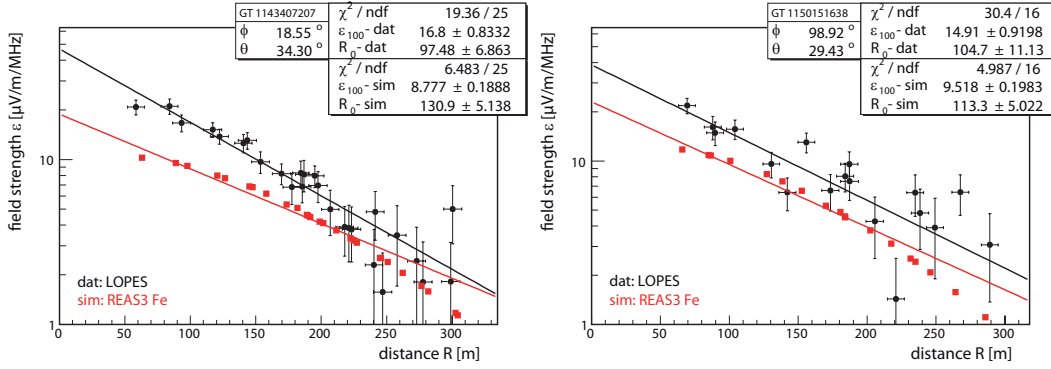 GT 1143407207
ϕ 18.55 °
θ 34.30 °
χ² / ndf 19.36 / 25
ε₁₀₀- dat 16.8 ± 0.8332
R₀- dat 97.48 ± 6.863
χ² / ndf 6.483 / 25
ε₁₀₀- sim 8.777 ± 0.1888
R₀- sim 130.9 ± 5.138
field strength ε [μV/m/MHz]
10
1
dat: LOPES
sim: REAS3 Fe
0 50 100 150 200 250 300
distance R [m]
GT 1150151638
ϕ 98.92 °
θ 29.43 °
χ² / ndf 30.4 / 16
ε₁₀₀- dat 14.91 ± 0.9198
R₀- dat 104.7 ± 11.13
χ² / ndf 4.987 / 16
ε₁₀₀- sim 9.518 ± 0.1983
R₀- sim 113.3 ± 5.022
field strength ε [μV/m/MHz]
10
1
dat: LOPES
sim: REAS3 Fe
0 50 100 150 200 250 300
distance R [m]